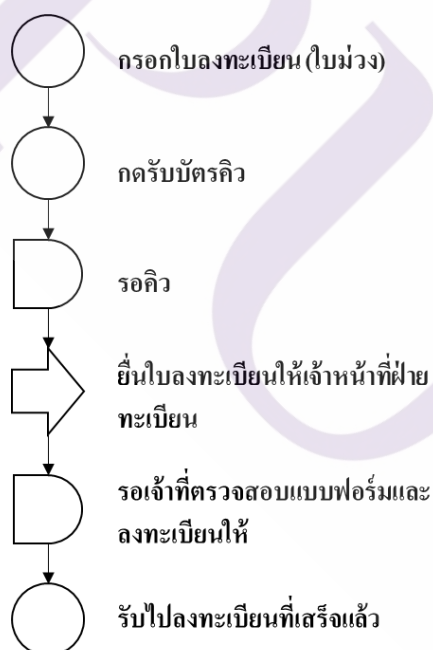 กรอกใบลงทะเบียน (ใบม่วง)
กดรับบัตรคิว
รอคิว
ยื่นใบลงทะเบียนให้เจ้าหน้าที่ฝ่าย
ทะเบียน
รอเจ้าที่ตรวจสอบแบบฟอร์มและ
ลงทะเบียนให้
รับใปลงทะเบียนที่เสร็จแล้ว